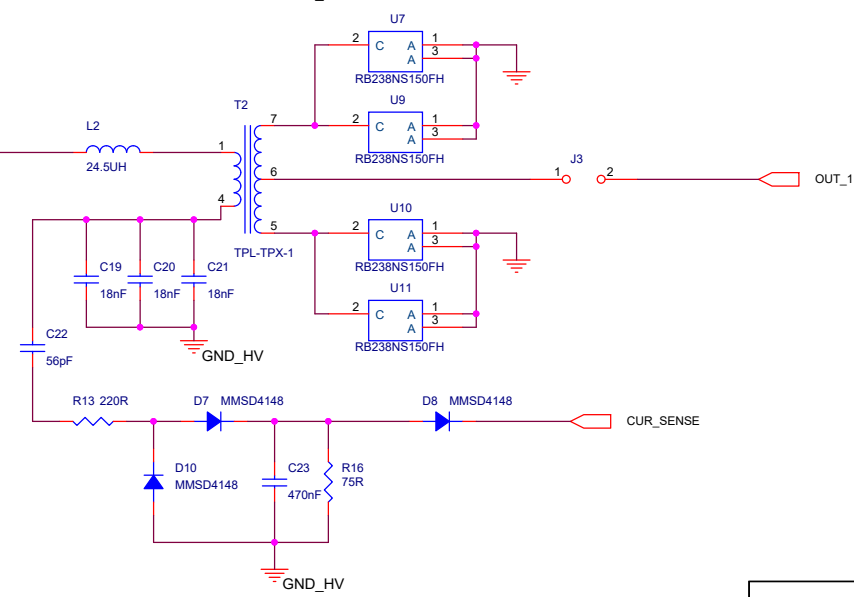 U7
2 C A 1
A 3
RB238NS150FH
U9
2 C A 1
A 3
RB238NS150FH
T2
7
L2
24.5UH
1
6
4
5
TPL-TPX-1
J3
1 2
OUT_1
U10
2 C A 1
A 3
RB238NS150FH
U11
2 C A 1
A 3
RB238NS150FH
C19 C20 C21
18nF 18nF 18nF
GND_HV
C22
56pF
R13 220R
D7 MMSD4148
D8 MMSD4148
CUR_SENSE
D10
MMSD4148
C23
470nF
R16
75R
GND_HV